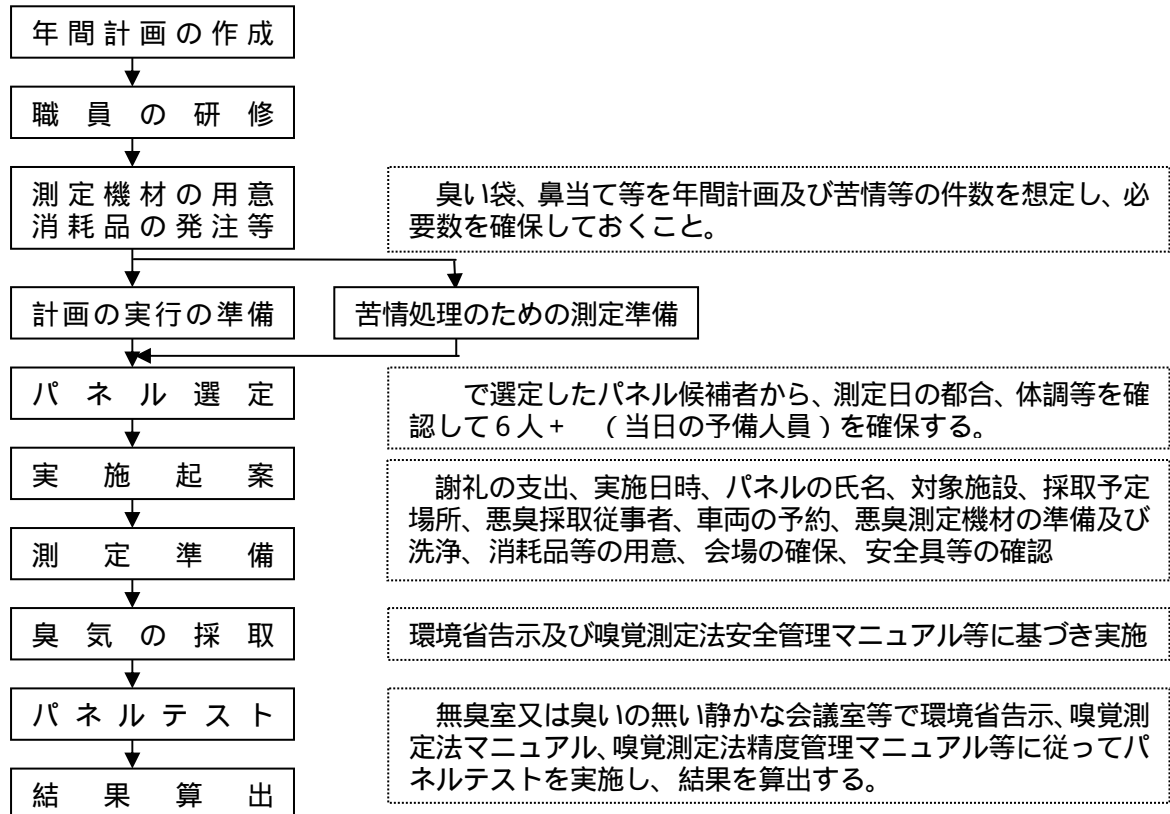 年間計画の作成
職員の研修
測定機材の用意
消耗品の発注等
臭い袋、鼻当て等を年間計画及び苦情等の件数を想定し、必
要数を確保しておくこと。
計画の実行の準備
苦情処理のための測定準備
パネル選定
で選定したパネル候補者から、測定日の都合、体調等を確
認して6人+ (当日の予備人員)を確保する。
実施起案
謝礼の支出、実施日時、パネルの氏名、対象施設、採取予定
場所、悪臭採取従事者、車両の予約、悪臭測定機材の準備及び
洗浄、消耗品等の用意、会場の確保、安全具等の確認
測定準備
臭気の採取
環境省告示及び嗅覚測定法安全管理マニュアル等に基づき実施
パネルテスト
無臭室又は臭いの無い静かな会議室等で環境省告示、嗅覚測
定法マニュアル、嗅覚測定法精度管理マニュアル等に従ってパ
ネルテストを実施し、結果を算出する。
結果算出